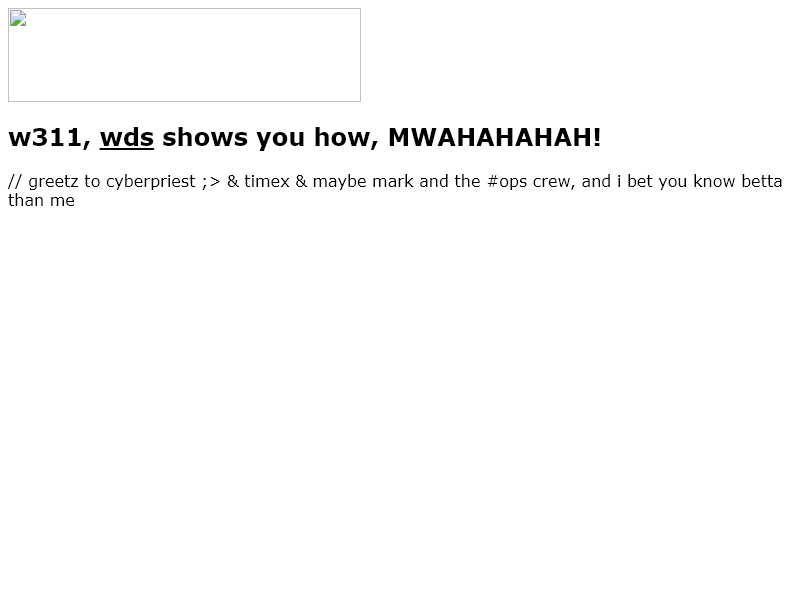 w311, wds shows you how, MWAHAHAHAH!
// greetz to cyberpriest ;> & timex & maybe mark and the #ops crew, and i bet you know betta
than me